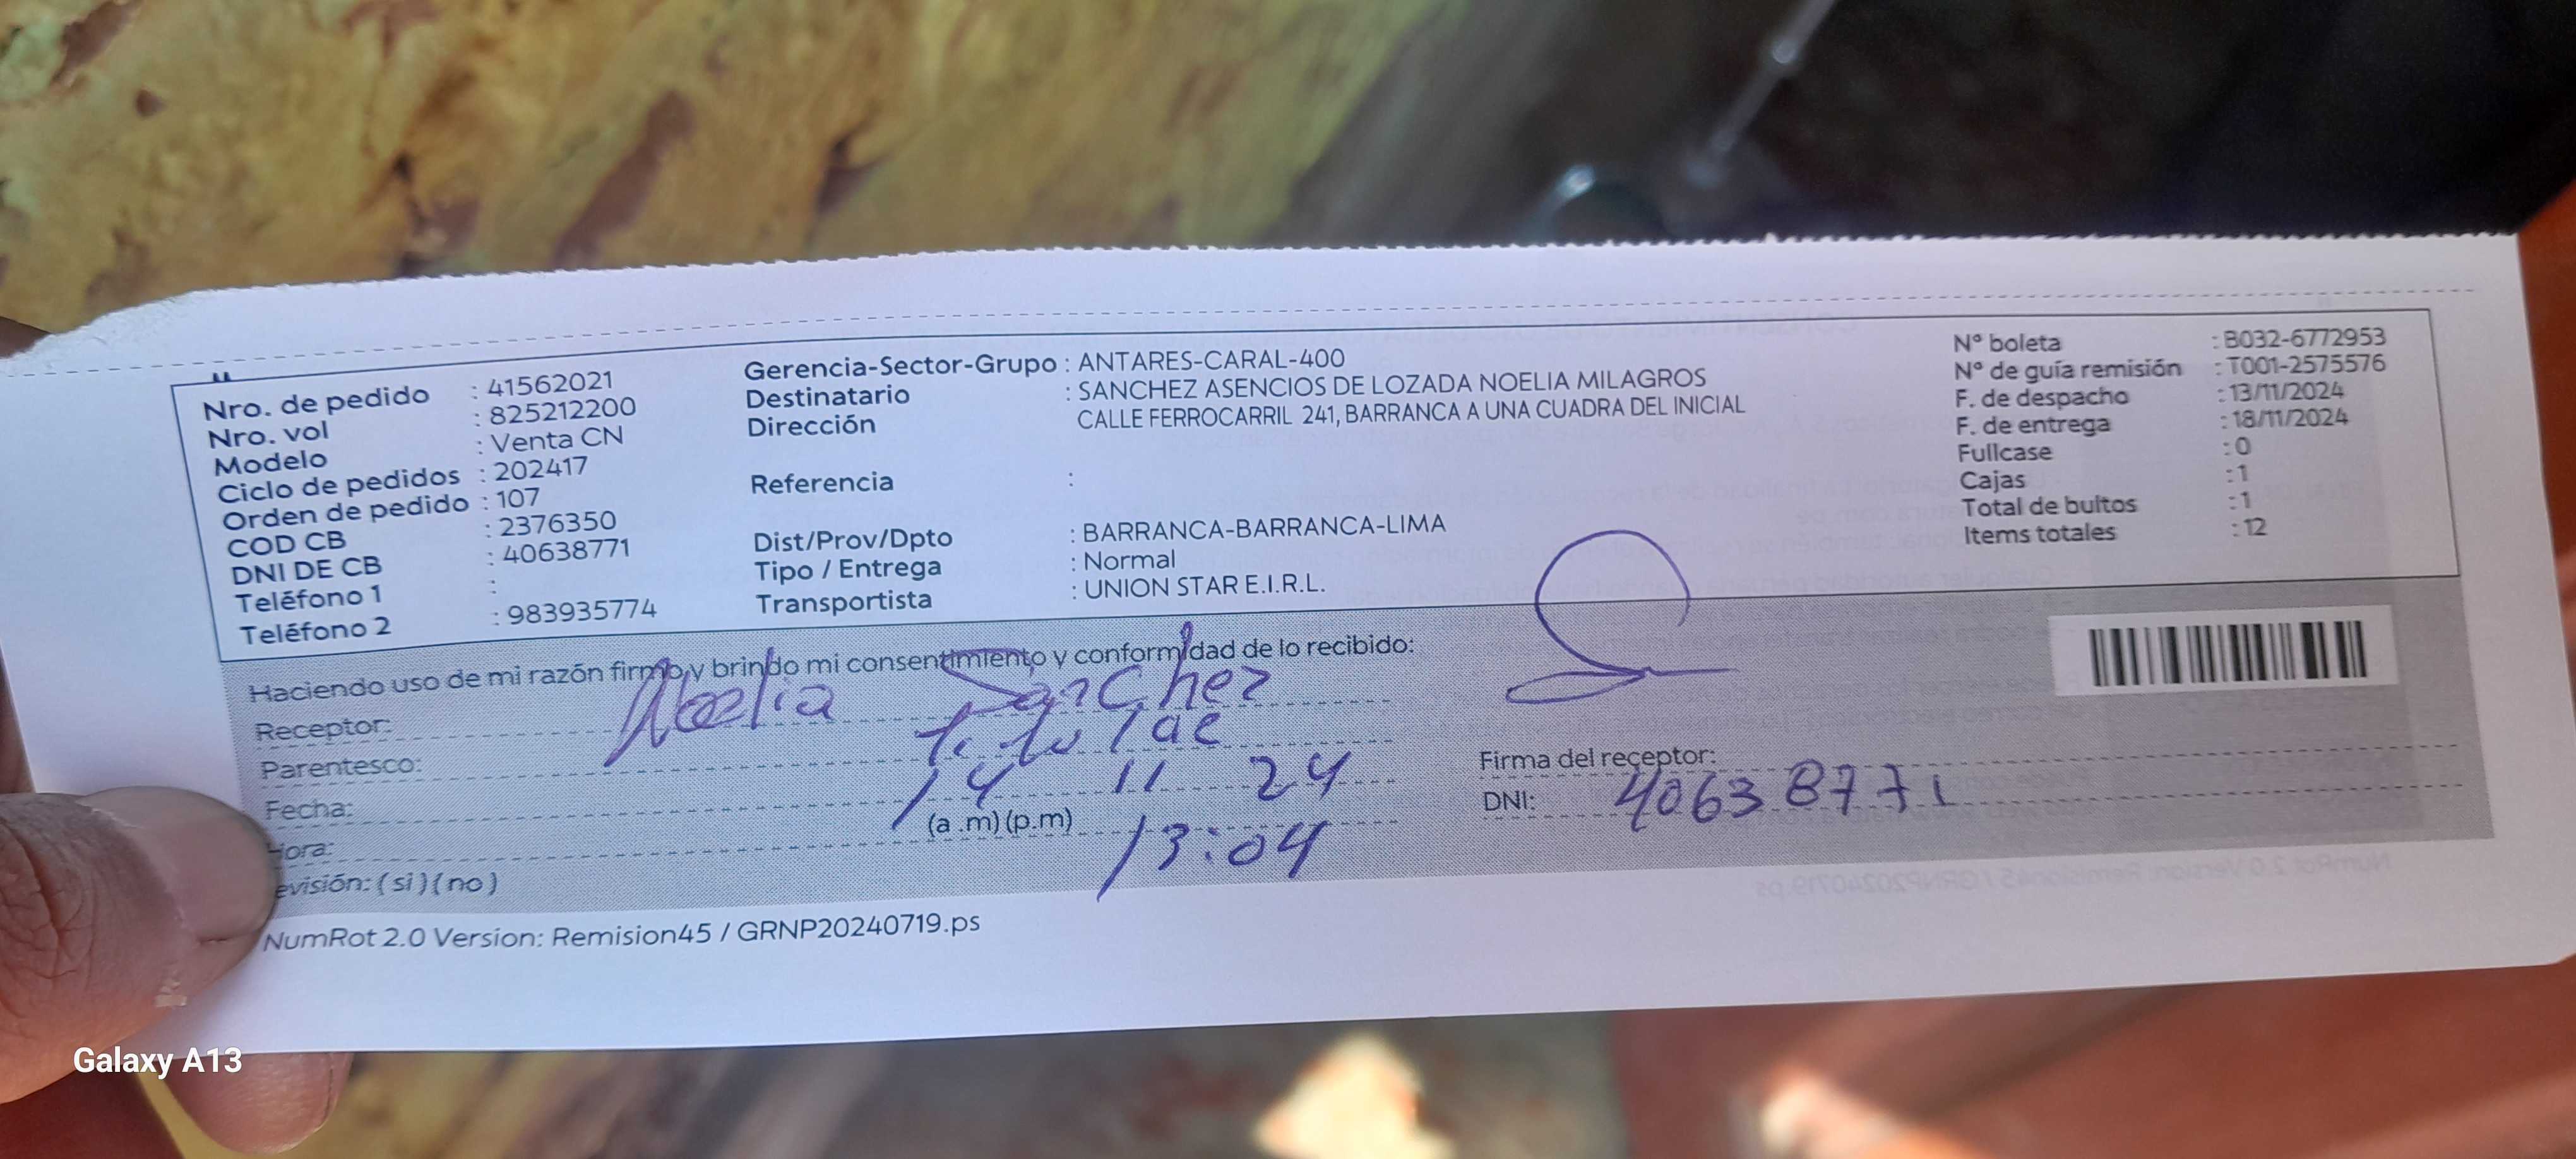 Nro. de pedido : 41562021
Nro. vol : 825212200
Modelo : Venta CN
Ciclo de pedidos : 202417
Orden de pedido : 107
COD CB : 2376350
DNI DE CB : 40638771
Teléfono 1 :
Teléfono 2 : 983935774
Gerencia-Sector-Grupo : ANTARES-CARAL-400
Destinatario : SANCHEZ ASENCIOS DE LOZADA NOELIA MILAGROS
Dirección CALLE FERROCARRIL 241, BARRANCA A UNA CUADRA DEL INICIAL
Referencia :
Dist/Prov/Dpto : BARRANCA-BARRANCA-LIMA
Tipo / Entrega : Normal
Transportista : UNION STAR E.I.R.L.
N° boleta : B032-6772953
N° de guía remisión : T001-2575576
F. de despacho : 13/11/2024
F. de entrega : 18/11/2024
Fullcase : 0
Cajas : 1
Total de bultos : 1
Items totales : 12
Haciendo uso de mi razón firmo y brindo mi consentimiento y conformidad de lo recibido:
Receptor: Noelia Sanchez
Parentesco: Titular
Fecha: 14 11 24
Hora: (a .m) (p.m) 13:04
evisión: ( si ) ( no )
Firma del receptor:
DNI: 40638771
NumRot 2.0 Version: Remision45 / GRNP20240719.ps
Galaxy A13